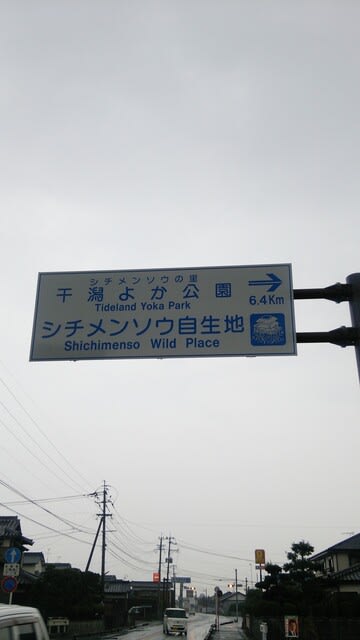 シチメンソウの里
干潟よか公園
Tideland Yoka Park
6.4Km
シチメンソウ自生地
Shichimenso Wild Place